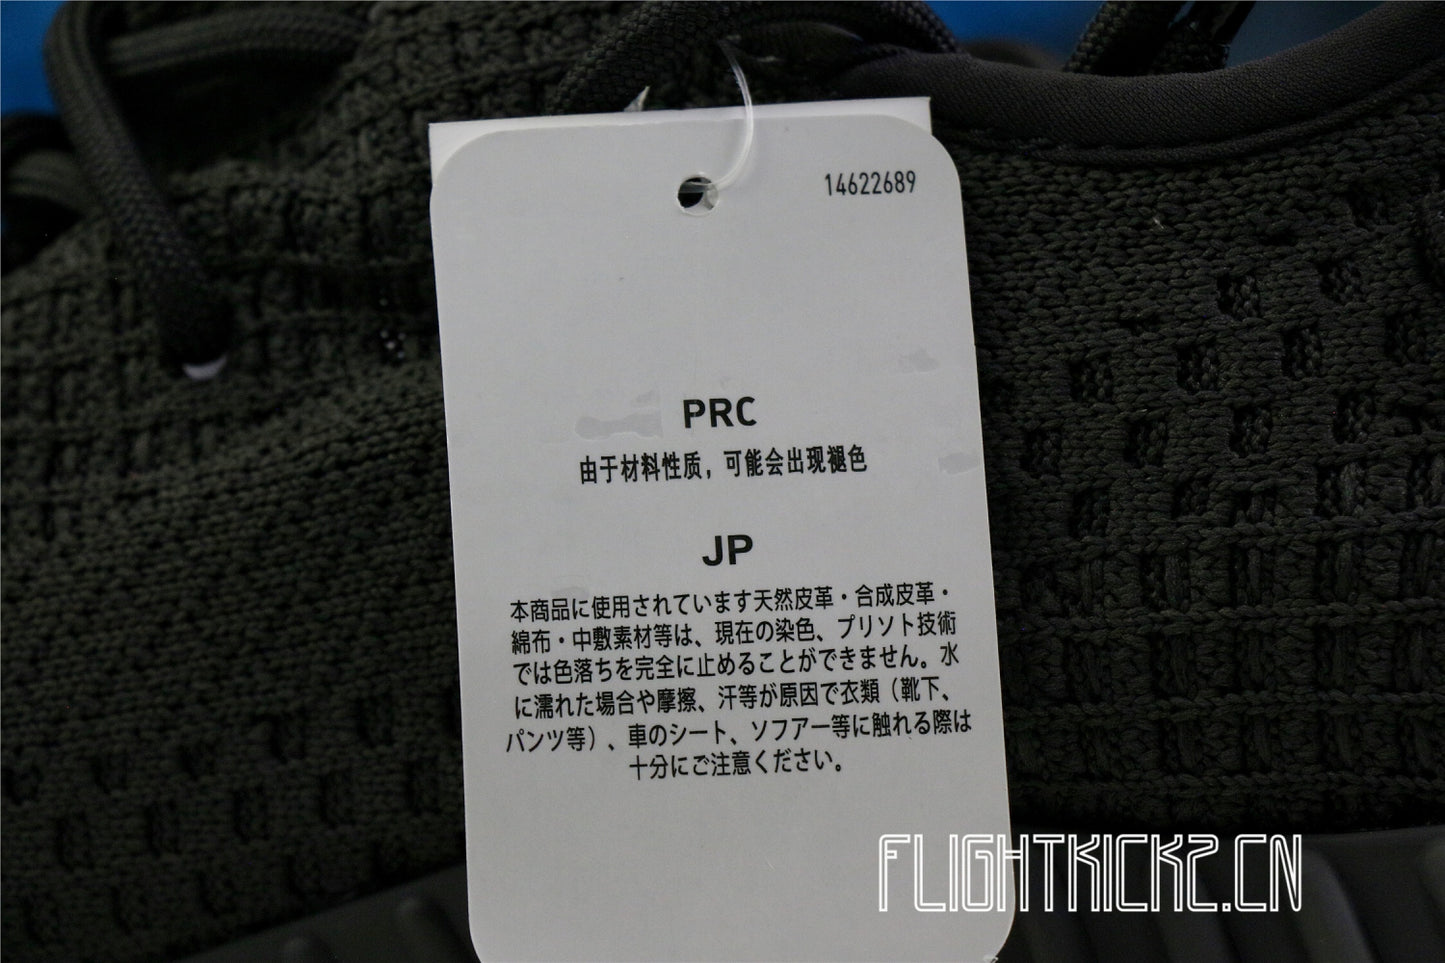 14622689
PRC
由于材料性质，可能会出现褪色
JP
本商品に使用されています天然皮革・合成皮革・
綿布・中敷素材等は、現在の染色、プリソト技術
では色落ちを完全に止めることができません。水
に濡れた場合や摩擦、汗等が原因で衣類（靴下、
パンツ等）、車のシート、ソフアー等に触れる際は
十分にご注意ください。
FLIGHTKICKZ.CN